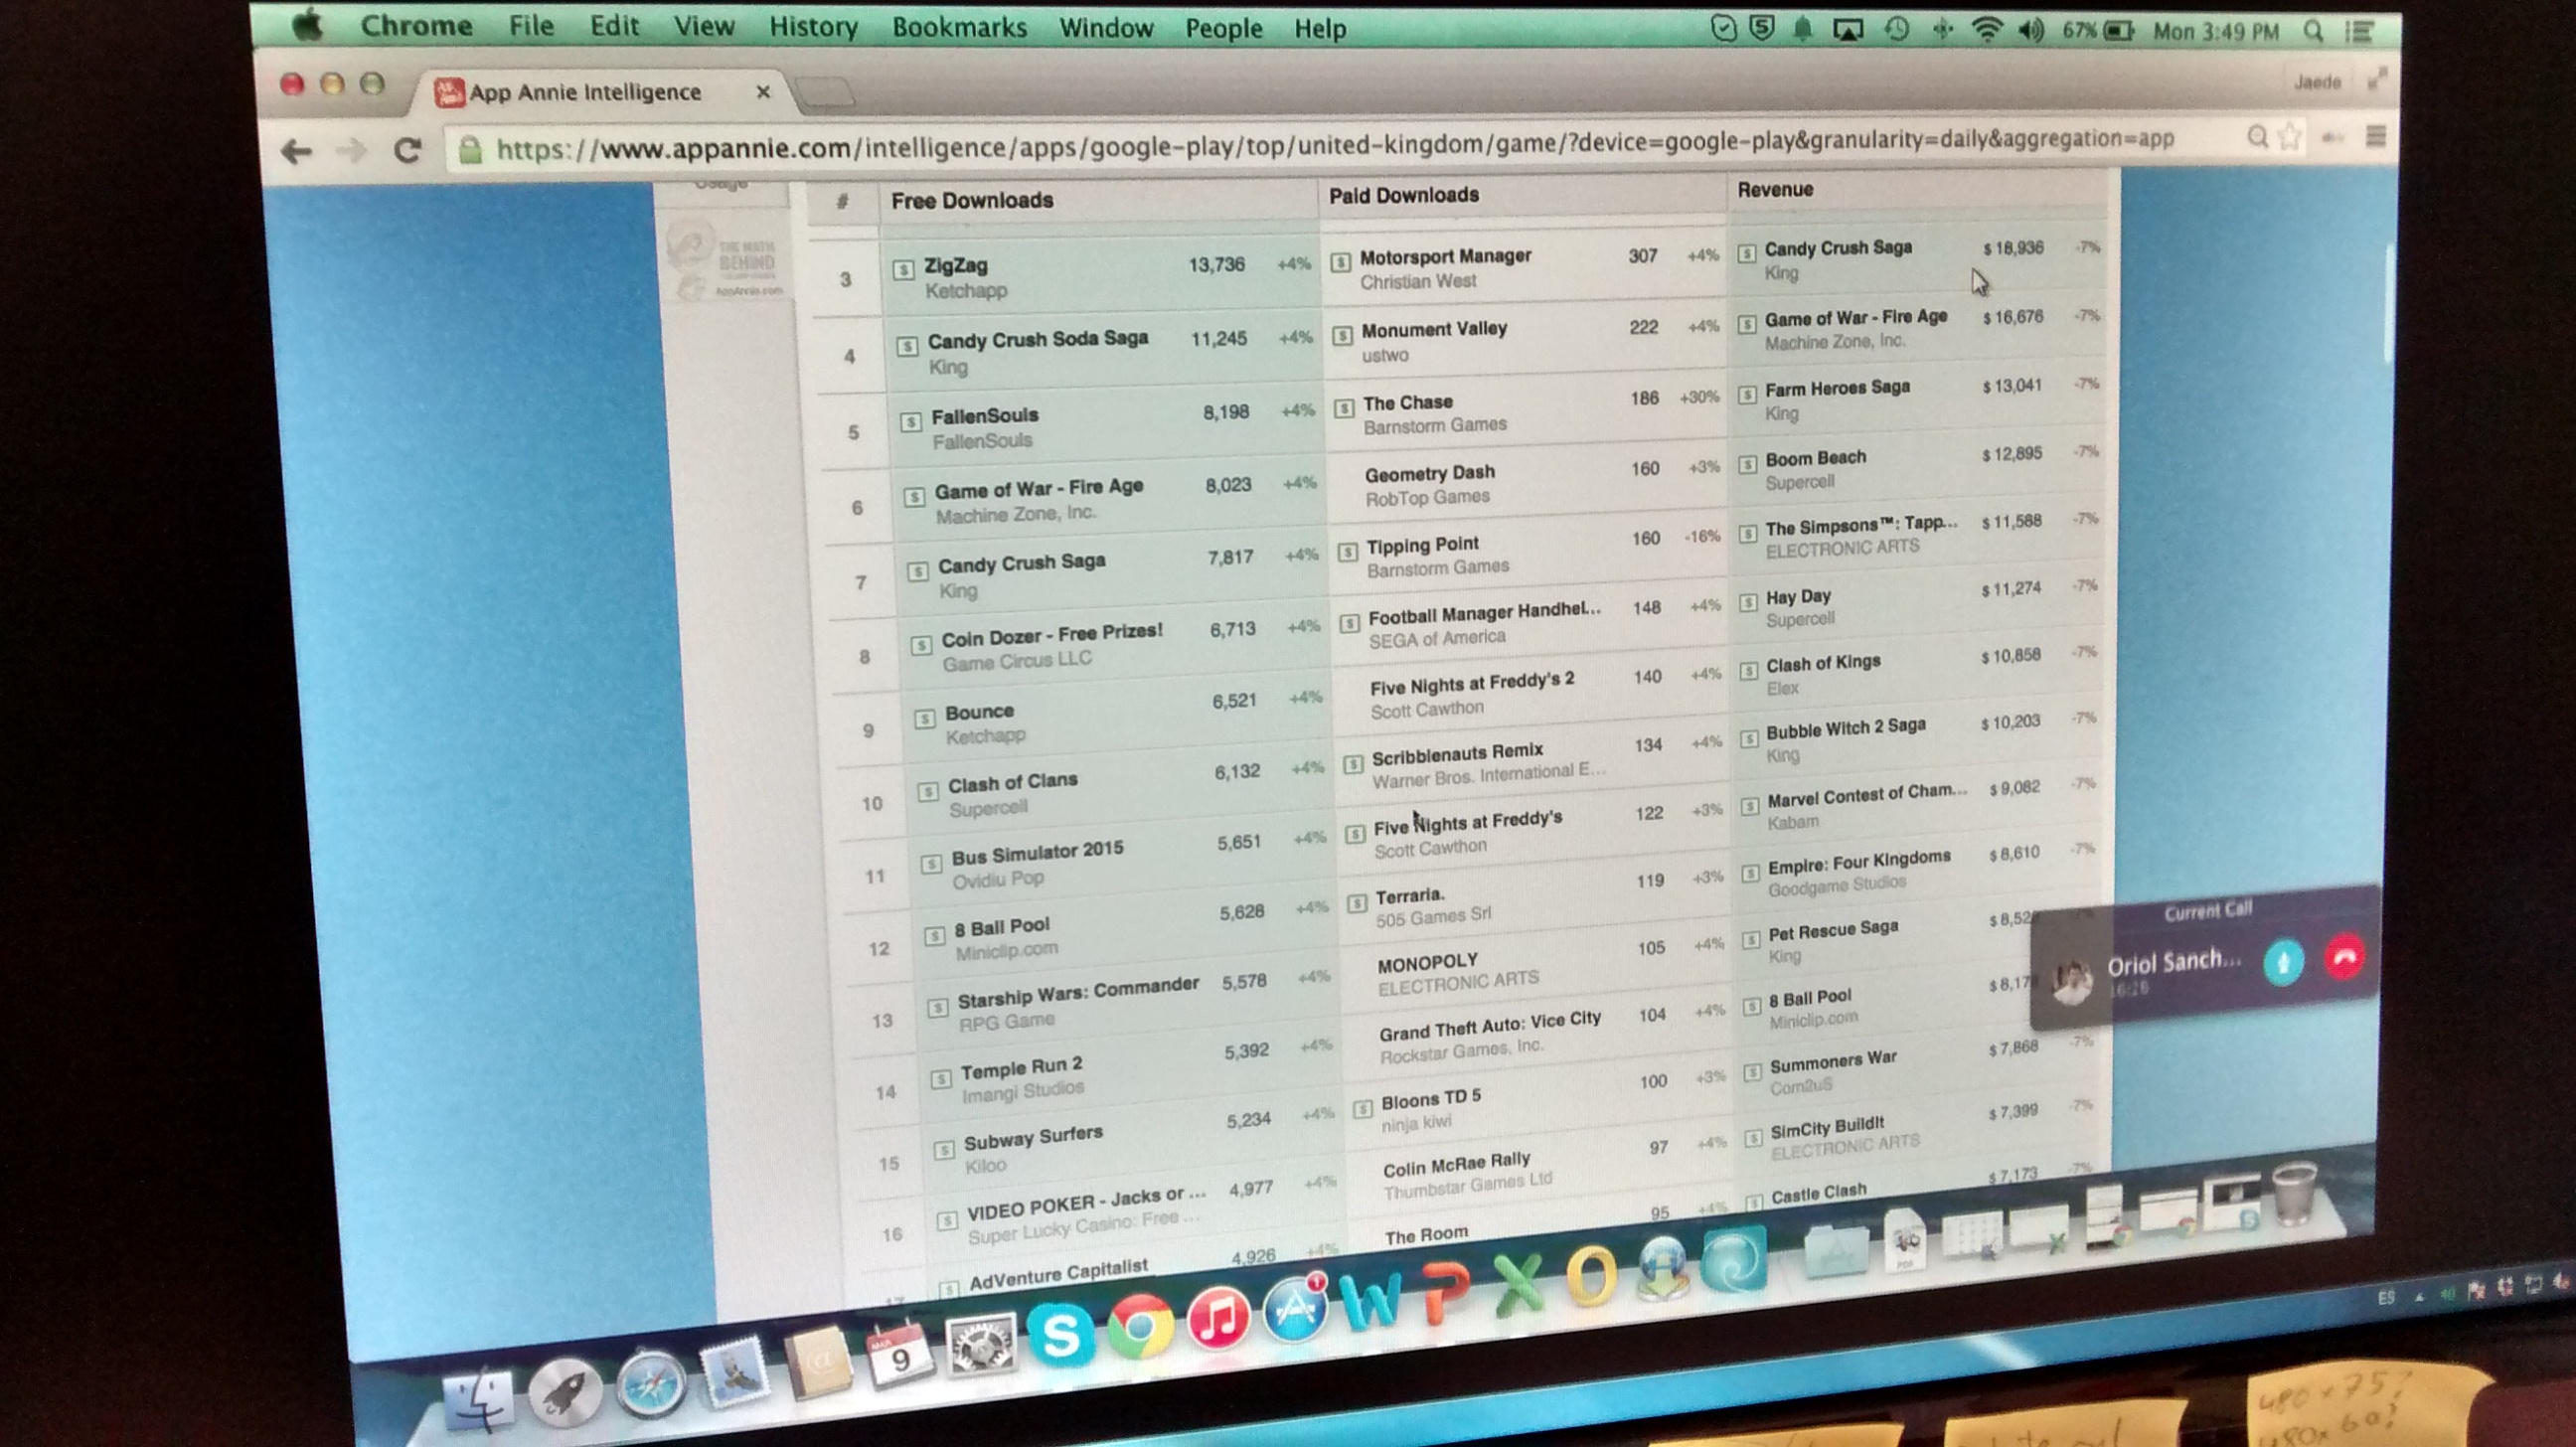 Chrome File Edit View History Bookmarks Window People Help 67% Mon 3:49 PM
App Annie Intelligence Jaede
https://www.appannie.com/intelligence/apps/google-play/top/united-kingdom/game/?device=google-play&granularity=daily&aggregation=app
Usage
THE MATH
BEHIND
AppAnnie.com
# Free Downloads Paid Downloads Revenue
3 ZigZag 13,736 +4% Motorsport Manager 307 +4% Candy Crush Saga $ 18,936 -7%
Ketchapp Christian West King
4 Candy Crush Soda Saga 11,245 +4% Monument Valley 222 +4% Game of War - Fire Age $ 16,676 -7%
King ustwo Machine Zone, Inc.
5 FallenSouls 8,198 +4% The Chase 186 +30% Farm Heroes Saga $ 13,041 -7%
FallenSouls Barnstorm Games King
6 Game of War - Fire Age 8,023 +4% Geometry Dash 160 +3% Boom Beach $ 12,895 -7%
Machine Zone, Inc. RobTop Games Supercell
7 Candy Crush Saga 7,817 +4% Tipping Point 160 -16% The Simpsons™: Tapp... $ 11,588 -7%
King Barnstorm Games ELECTRONIC ARTS
8 Coin Dozer - Free Prizes! 6,713 +4% Football Manager Handhel... 148 +4% Hay Day $ 11,274 -7%
Game Circus LLC SEGA of America Supercell
9 Bounce 6,521 +4% Five Nights at Freddy's 2 140 +4% Clash of Kings $ 10,858 -7%
Ketchapp Scott Cawthon Elex
10 Clash of Clans 6,132 +4% Scribblenauts Remix 134 +4% Bubble Witch 2 Saga $ 10,203 -7%
Supercell Warner Bros. International E... King
11 Bus Simulator 2015 5,651 +4% Five Nights at Freddy's 122 +3% Marvel Contest of Cham... $ 9,082 -7%
Ovidiu Pop Scott Cawthon Kabam
12 8 Ball Pool 5,628 +4% Terraria. 119 +3% Empire: Four Kingdoms $ 8,610 -7%
Miniclip.com 505 Games Srl Goodgame Studios
13 Starship Wars: Commander 5,578 +4% MONOPOLY 105 +4% Pet Rescue Saga $ 8,52
RPG Game ELECTRONIC ARTS King
14 Temple Run 2 5,392 +4% Grand Theft Auto: Vice City 104 +4% 8 Ball Pool $ 8,17
Imangi Studios Rockstar Games, Inc. Miniclip.com
15 Subway Surfers 5,234 +4% Bloons TD 5 100 +3% Summoners War $ 7,868 -7%
Kiloo ninja kiwi Com2uS
16 VIDEO POKER - Jacks or ... 4,977 +4% Colin McRae Rally 97 +4% SimCity BuildIt $ 7,399 -7%
Super Lucky Casino: Free ... Thumbstar Games Ltd ELECTRONIC ARTS
AdVenture Capitalist 4,926 +4% The Room 95 +4% Castle Clash $ 7,173 -7%
Current Call
Oriol Sanch...
16:26
9
PDF
ES
480 x 75?
480 x 60?